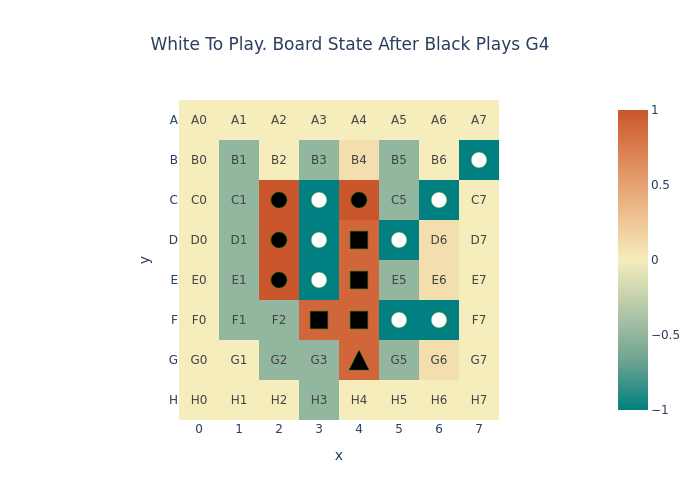 White To Play. Board State After Black Plays G4
A A0 A1 A2 A3 A4 A5 A6 A7
B B0 B1 B2 B3 B4 B5 B6
C C0 C1 C5 C7
D D0 D1 D6 D7
E E0 E1 E5 E6 E7
F F0 F1 F2 F7
G G0 G1 G2 G3 G5 G6 G7
H H0 H1 H2 H3 H4 H5 H6 H7
0 1 2 3 4 5 6 7
x
y
1
0.5
0
−0.5
−1